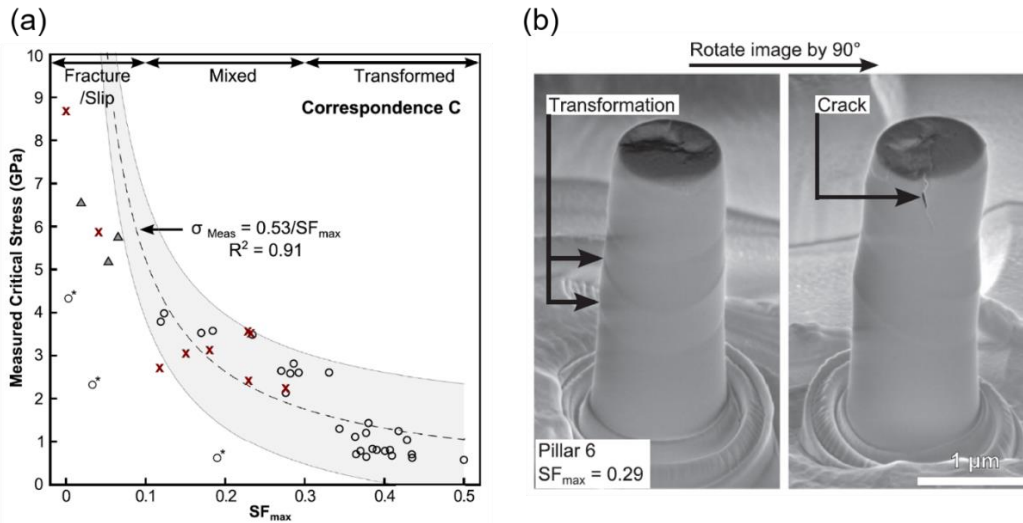 (a)
10
9
8
7
6
5
4
3
2
1
0
Measured Critical Stress (GPa)
Fracture
/Slip
Mixed
Transformed
Correspondence C
σ Meas = 0.53/SFmax
R² = 0.91
*
*
*
0
0.1
0.2
0.3
0.4
0.5
SFmax
(b)
Rotate image by 90°
Transformation
Crack
Pillar 6
SFmax = 0.29
1 μm